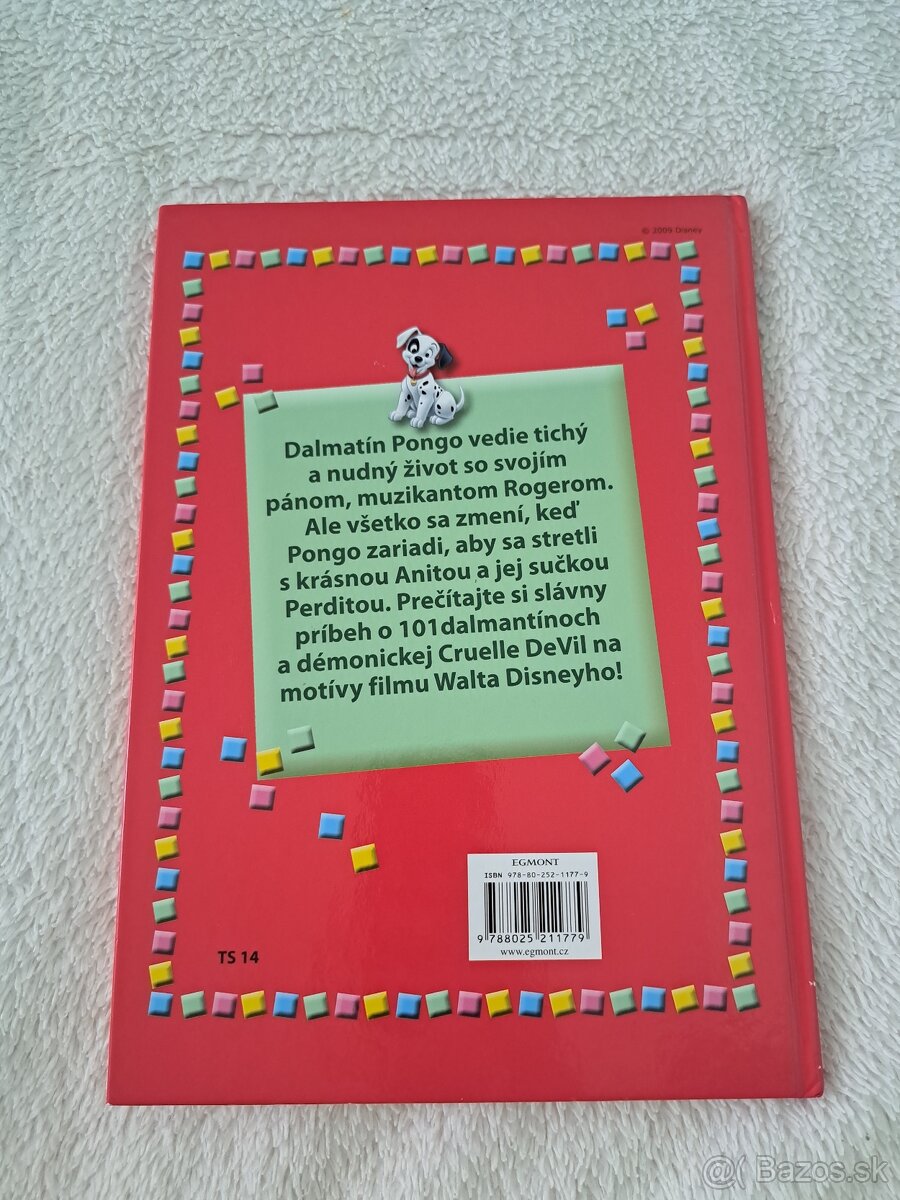 © 2009 Disney
Dalmatín Pongo vedie tichý
a nudný život so svojím
pánom, muzikantom Rogerom.
Ale všetko sa zmení, keď
Pongo zariadi, aby sa stretli
s krásnou Anitou a jej sučkou
Perditou. Prečítajte si slávny
príbeh o 101dalmantínoch
a démonickej Cruelle DeVil na
motívy filmu Walta Disneyho!
EGMONT
ISBN 978-80-252-1177-9
9 788025 211779
www.egmont.cz
TS 14
@( Bazos.sk